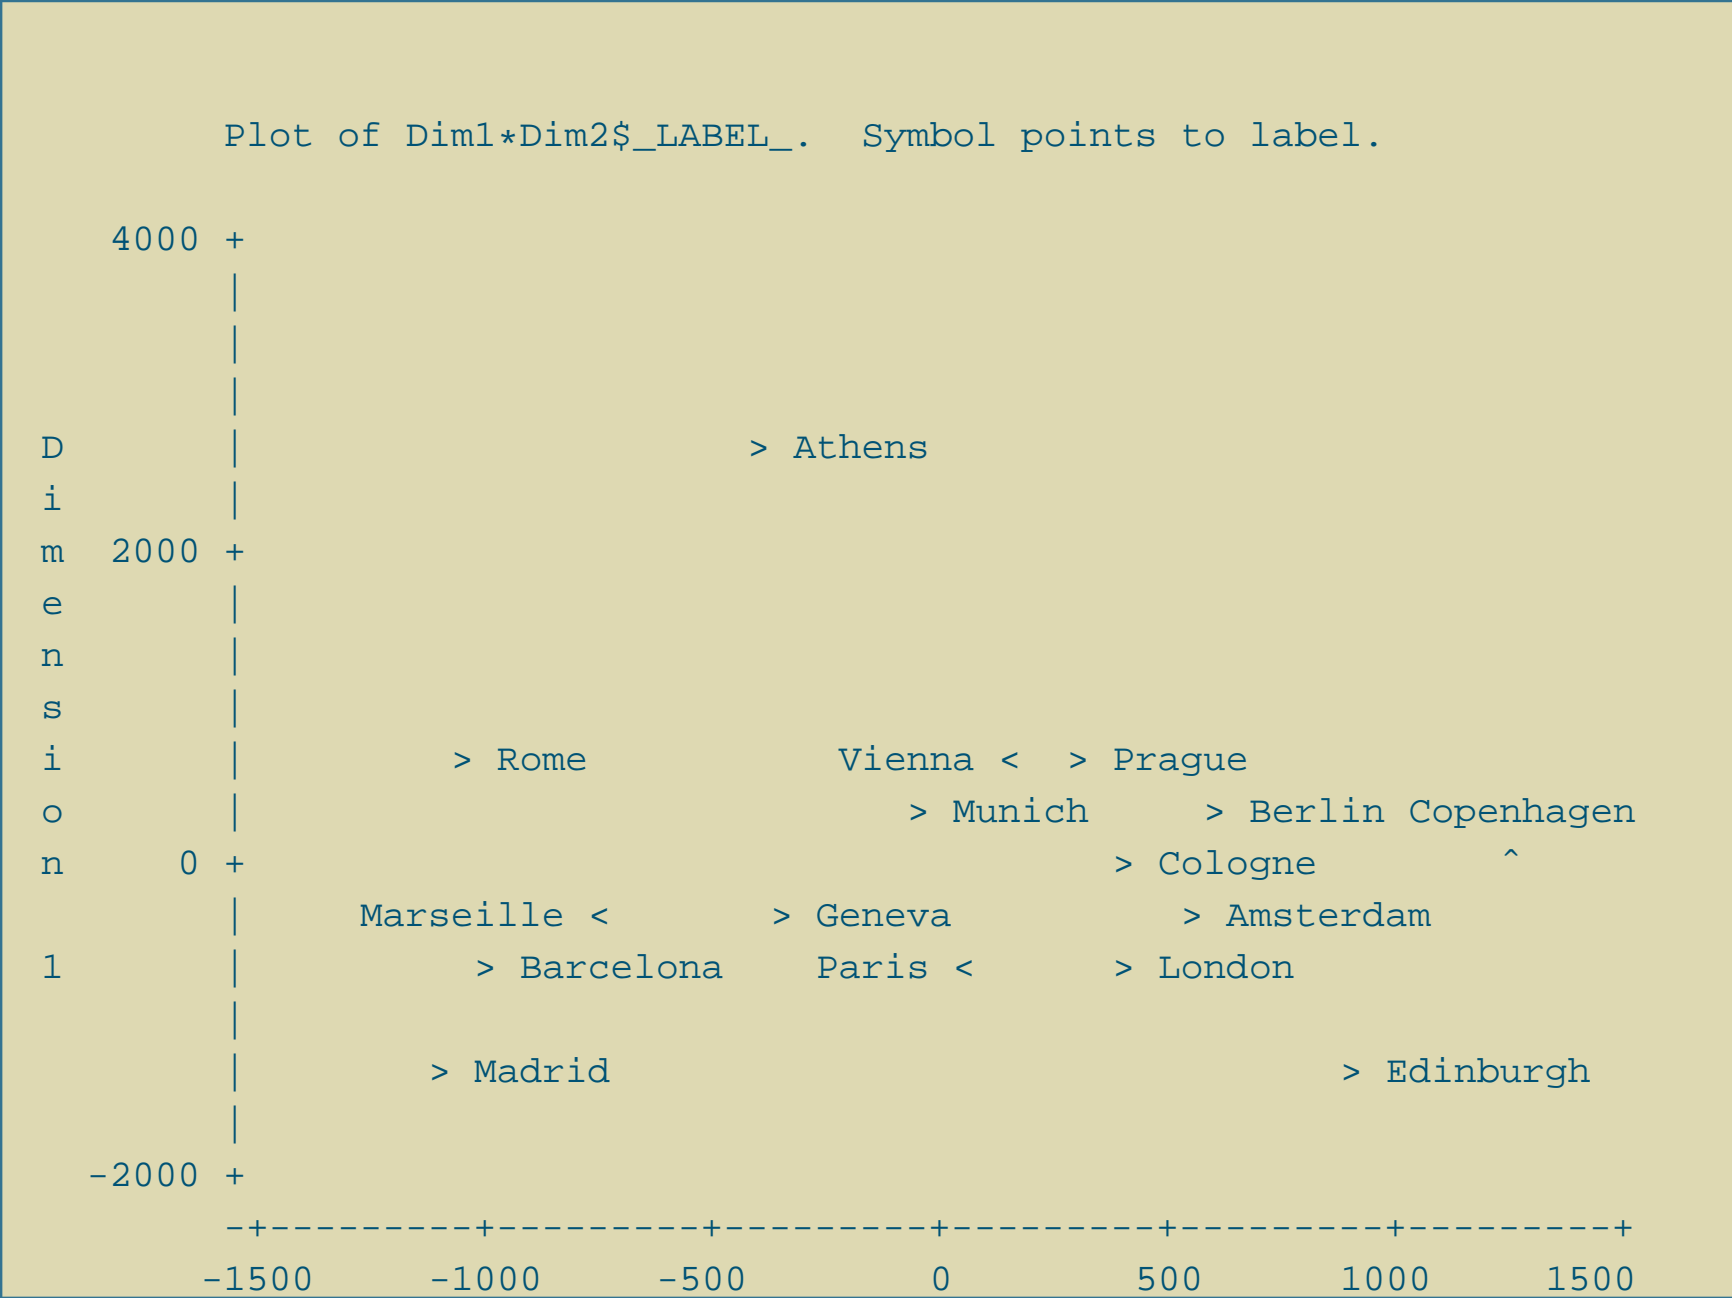 Plot of Dim1*Dim2$_LABEL_.  Symbol points to label.
     4000 +
          |
          |
          |
  D       |                      > Athens
  i       |
  m  2000 +
  e       |
  n       |
  s       |
  i       |         > Rome           Vienna <  > Prague
  o       |                             > Munich     > Berlin Copenhagen
  n     0 +                                      > Cologne        ^
          |     Marseille <       > Geneva          > Amsterdam
  1       |          > Barcelona    Paris <      > London
          |
          |        > Madrid                                > Edinburgh
          |
    -2000 +
          -+---------+---------+---------+---------+---------+---------+
         -1500     -1000     -500        0        500      1000     1500